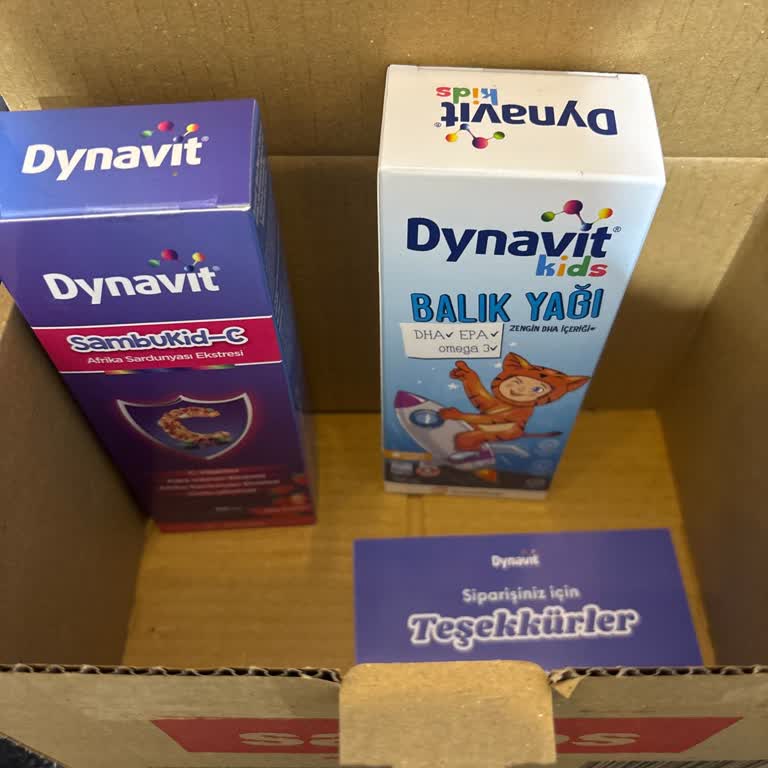 Dynavit®
Dynavit®
SambuKid-C
Afrika Sardunyası Ekstresi
C
Dynavit
kids
Dynavit®
kids
BALIK YAĞI
ZENGİN DHA İÇERİĞİ
DHA✓ EPA✓
omega 3✓
Dynavit
Siparişiniz için
Teşekkürler